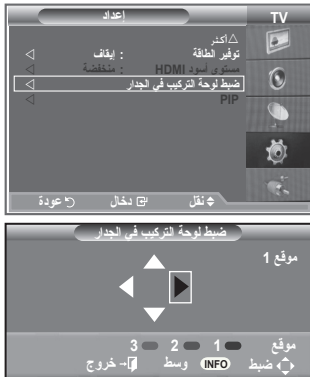 TV
إعداد
△ أكثر
توفير الطاقة : إيقاف
مستوى أسود HDMI : منخفضة
ضبط لوحة التركيب في الجدار
PIP
نقل دخال عودة
ضبط لوحة التركيب في الجدار
موقع 1
موقع 1 2 3
ضبط INFO وسط خروج